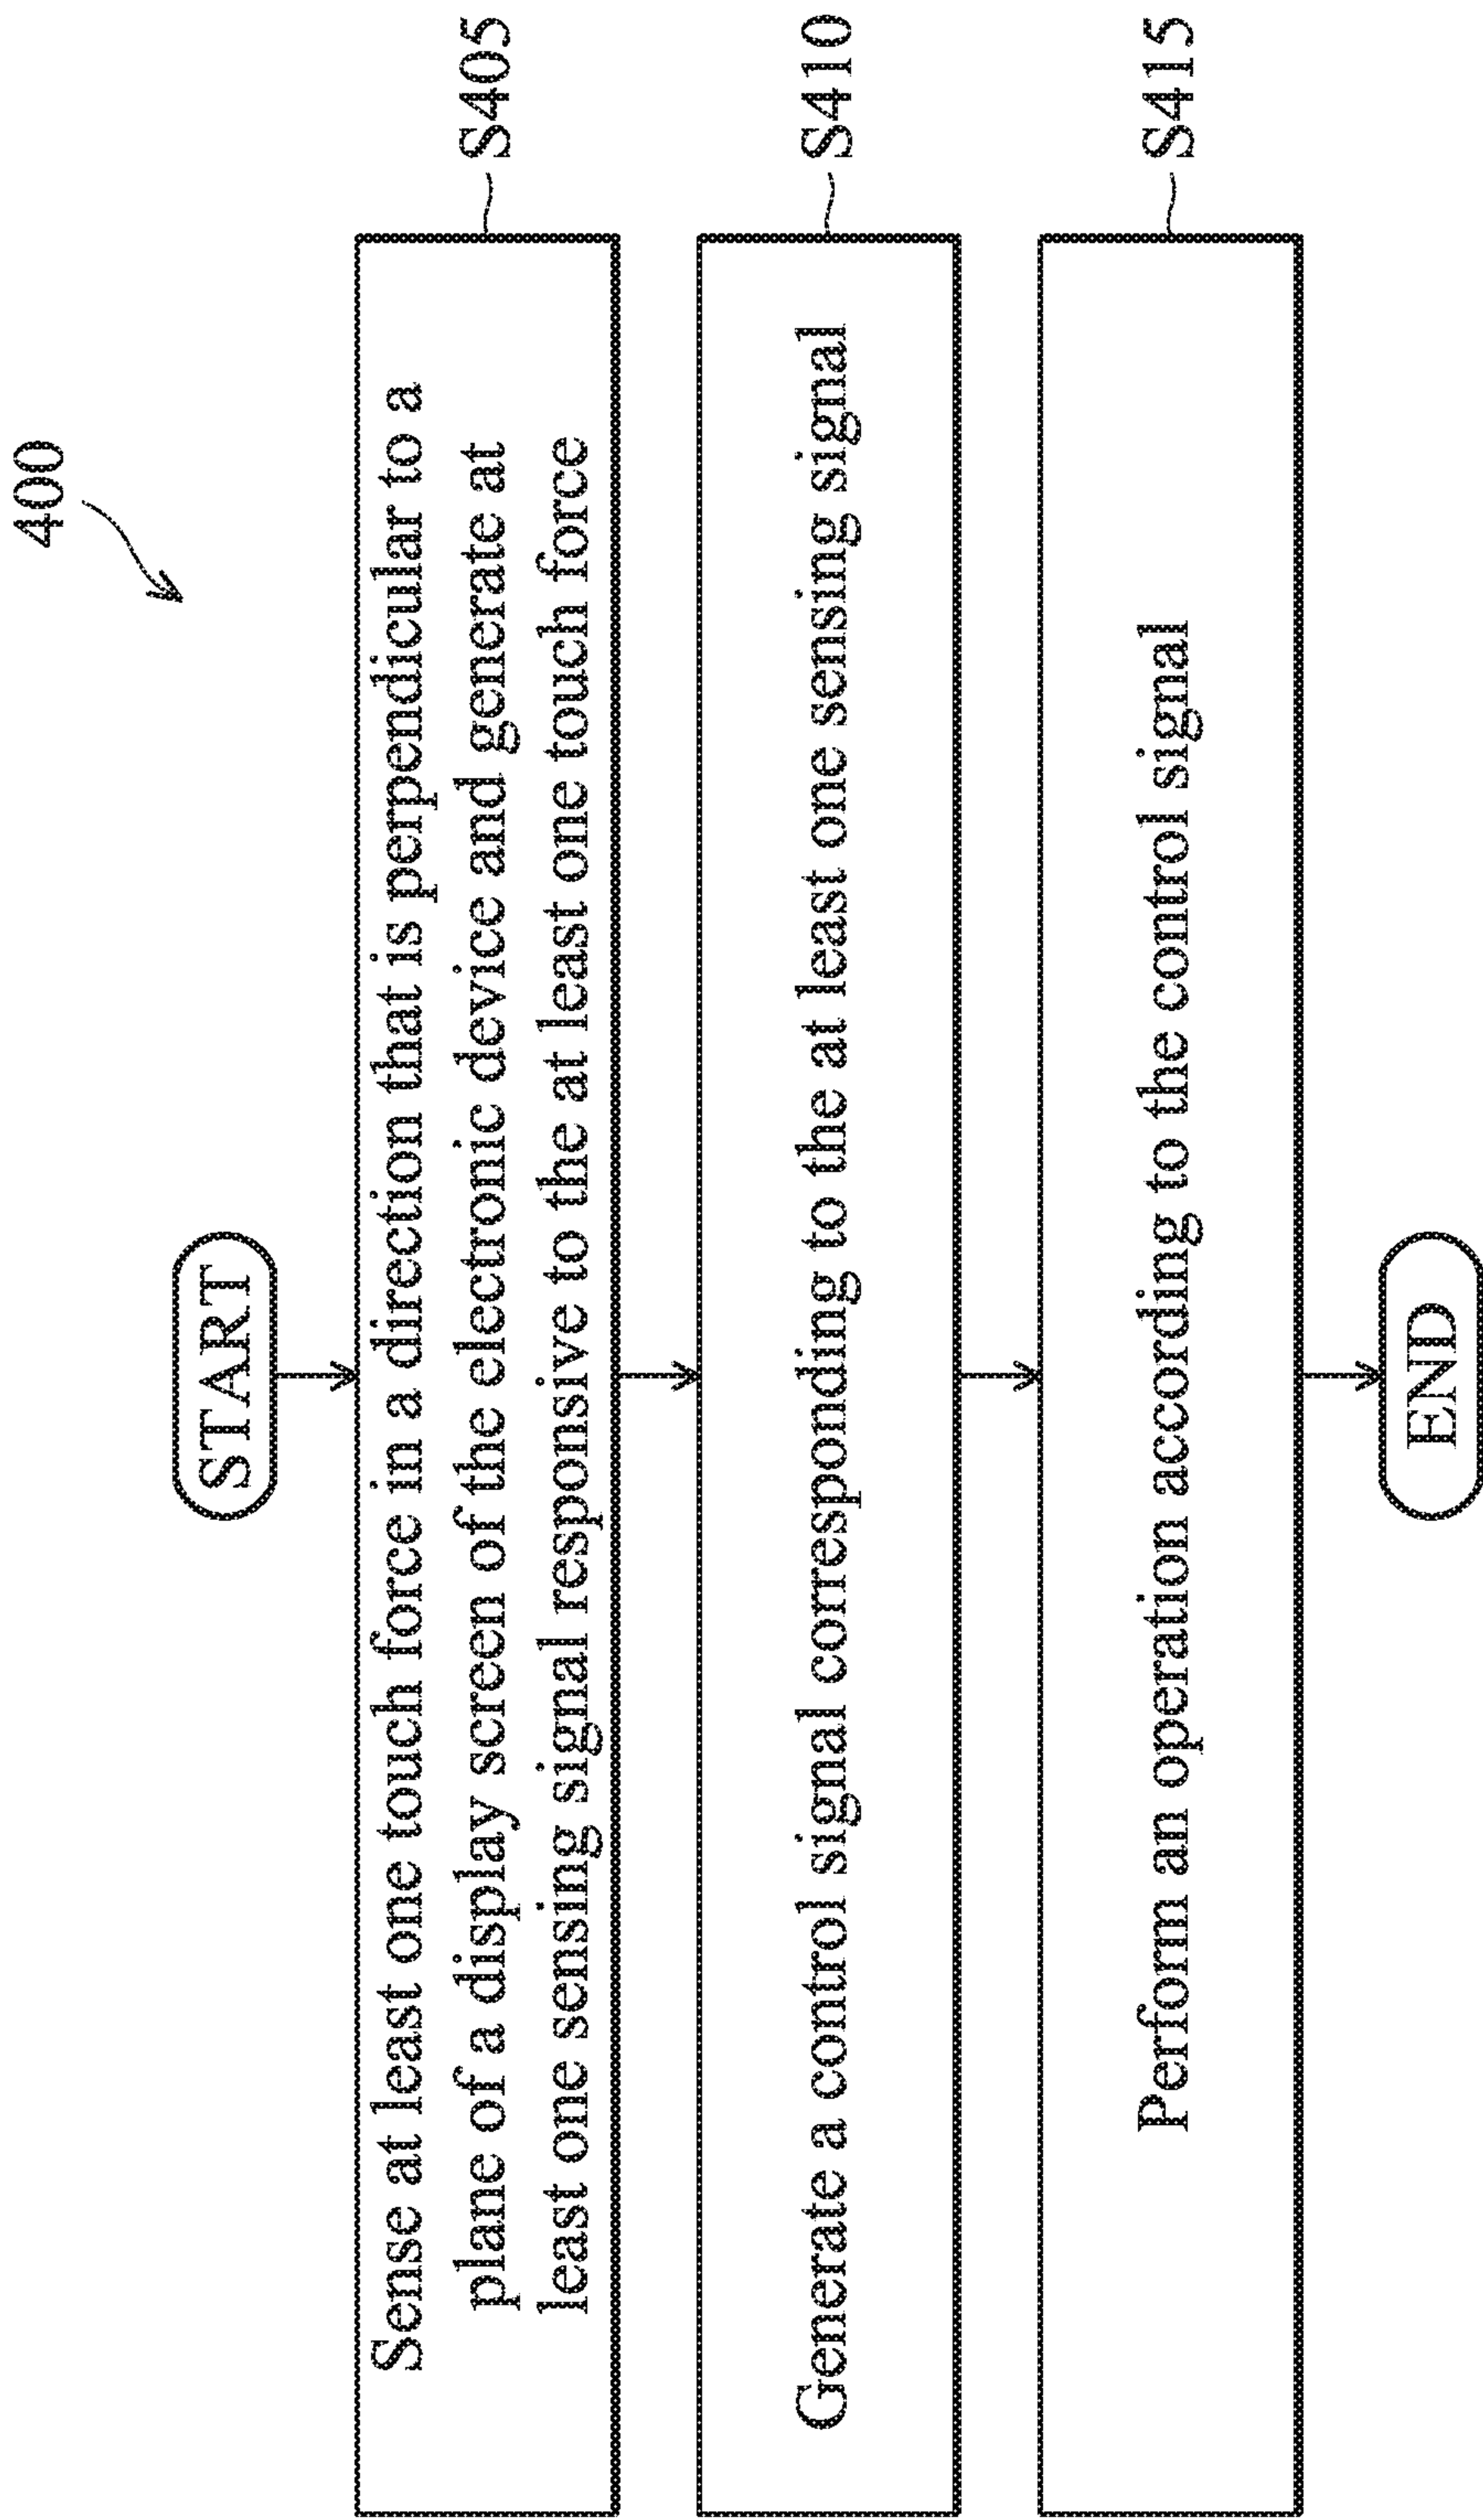 400
START
Sense at least one touch force in a direction that is perpendicular to a
plane of a display screen of the electronic device and generate at
least one sensing signal responsive to the at least one touch force
S405
Generate a control signal corresponding to the at least one sensing signal
S410
Perform an operation according to the control signal
S415
END